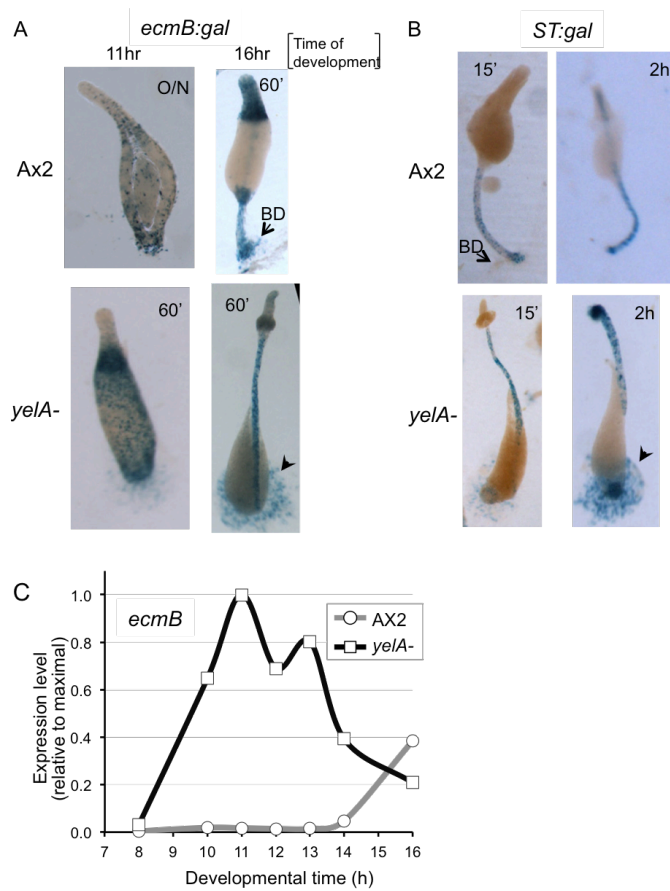 A
ecmB:gal
11hr
16hr
Time of
development
O/N
60'
Ax2
BD
60'
60'
yelA-
B
ST:gal
15'
2h
Ax2
BD
15'
2h
yelA-
C
ecmB
AX2
yelA-
Expression level
(relative to maximal)
1.0
0.8
0.6
0.4
0.2
0.0
7 8 9 10 11 12 13 14 15 16
Developmental time (h)